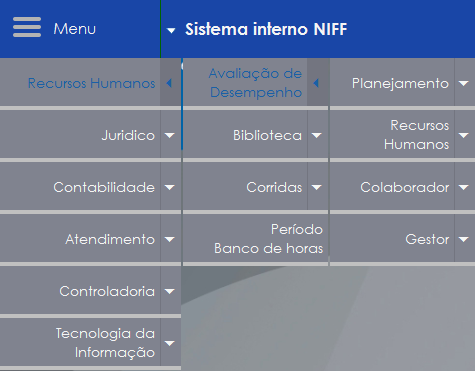 Menu
Sistema interno NIFF
Recursos Humanos
Juridico
Contabilidade
Atendimento
Controladoria
Tecnologia da
Informação
Avaliação de
Desempenho
Biblioteca
Corridas
Período
Banco de horas
Planejamento
Recursos
Humanos
Colaborador
Gestor